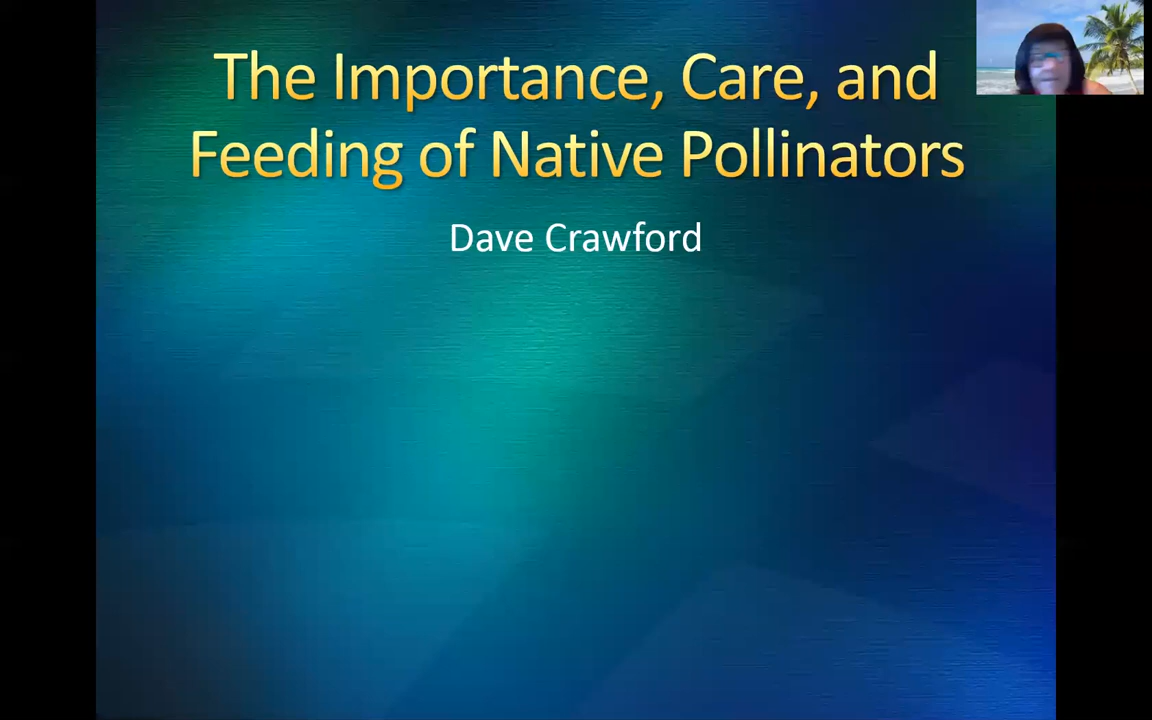 The Importance, Care, and
Feeding of Native Pollinators
Dave Crawford